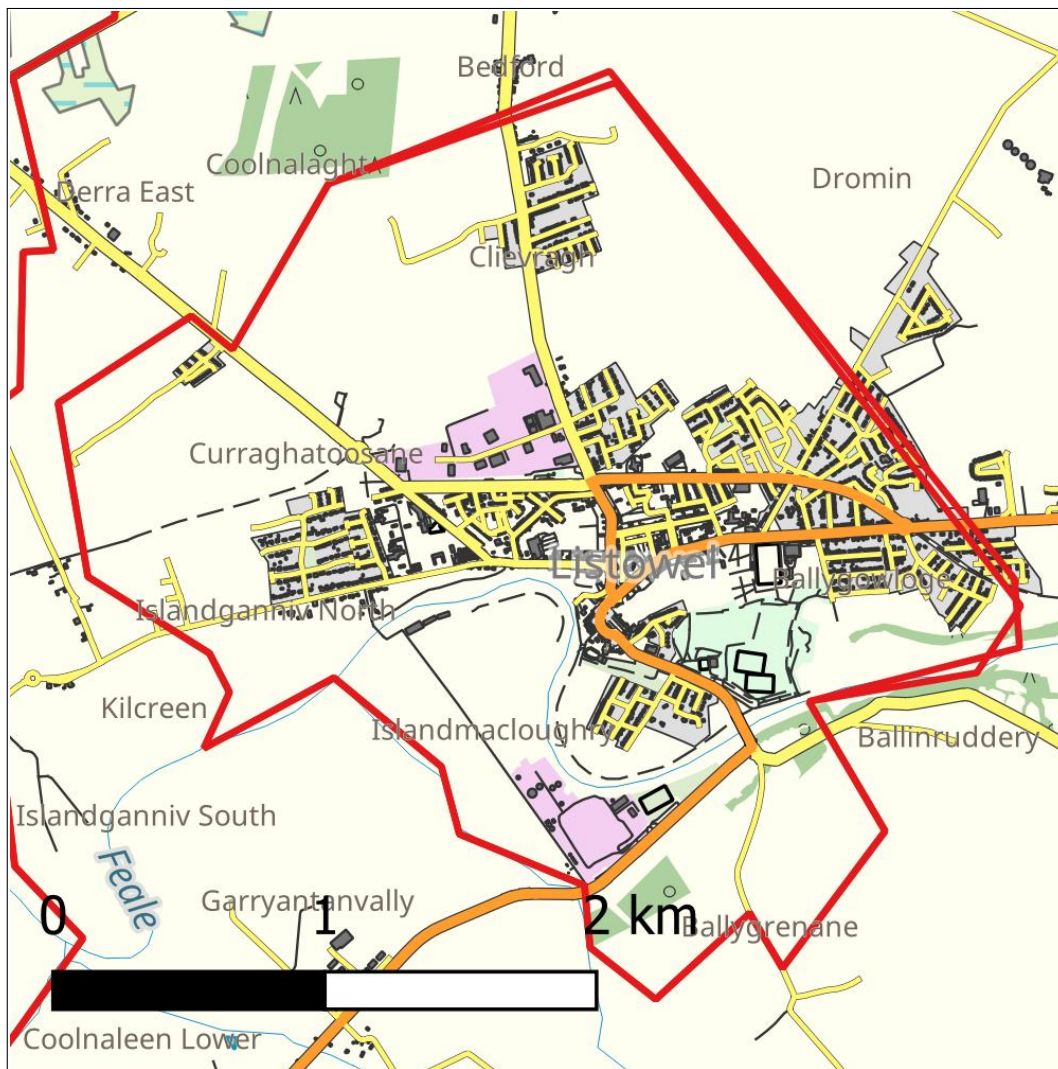 Bedford
Coolnalaght
Derra East
Dromin
Clievragh
Curraghatoosane
Listowel
Ballygowloge
Islandganniv North
Kilcreen
Islandmacloughry
Ballinruddery
Islandganniv South
Feale
Garryantanvally
Ballygrenane
0 1 2 km
Coolnaleen Lower